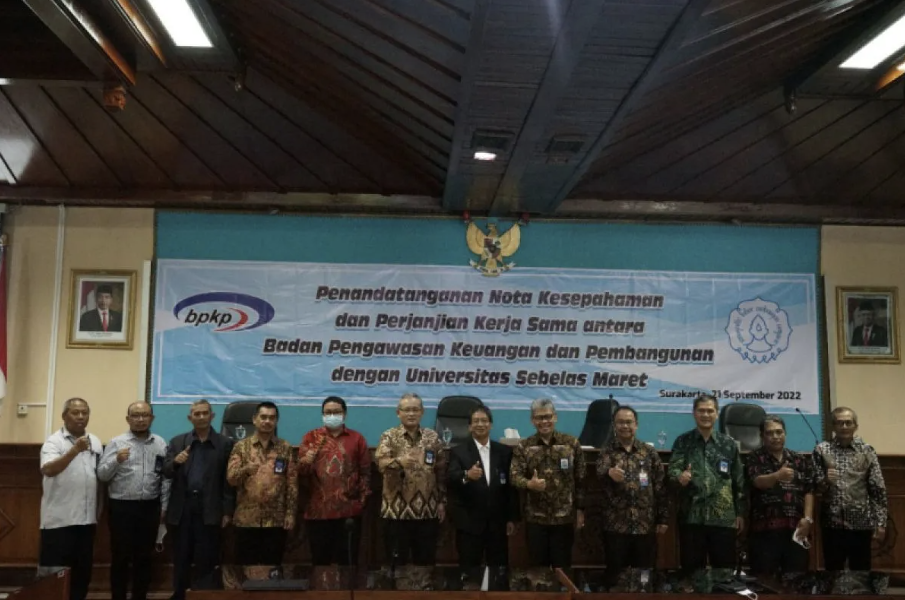 bpkp
Penandatanganan Nota Kesepahaman
dan Perjanjian Kerja Sama antara
Badan Pengawasan Keuangan dan Pembangunan
dengan Universitas Sebelas Maret
Surakarta, 21 September 2022